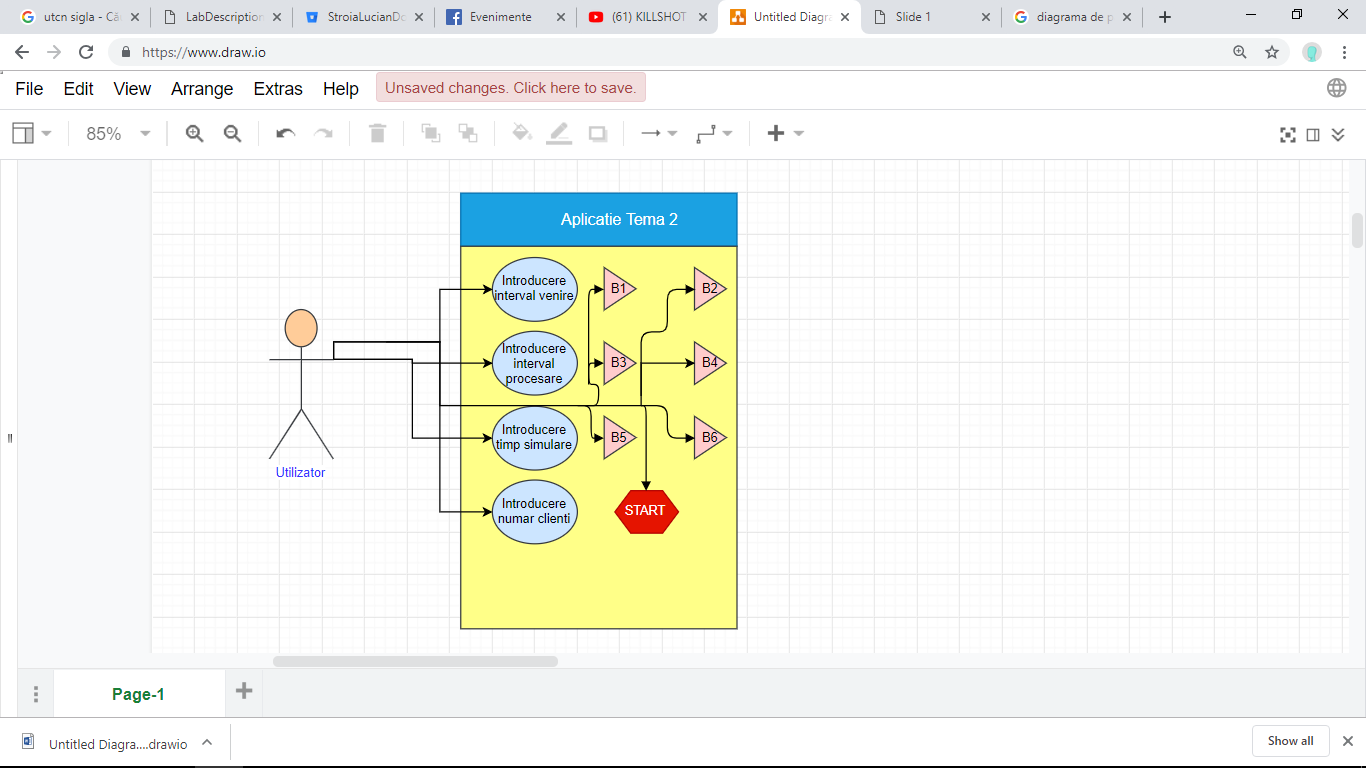 utcn sigla - Că
LabDescription
StroiaLucianDo
Evenimente
(61) KILLSHOT
Untitled Diagra
Slide 1
diagrama de p
https://www.draw.io
File Edit View Arrange Extras Help Unsaved changes. Click here to save.
85%
Aplicatie Tema 2
Introducere
interval venire
B1
B2
Introducere
interval
procesare
B3
B4
Introducere
timp simulare
B5
B6
Utilizator
Introducere
numar clienti
START
Page-1
Untitled Diagra....drawio
Show all